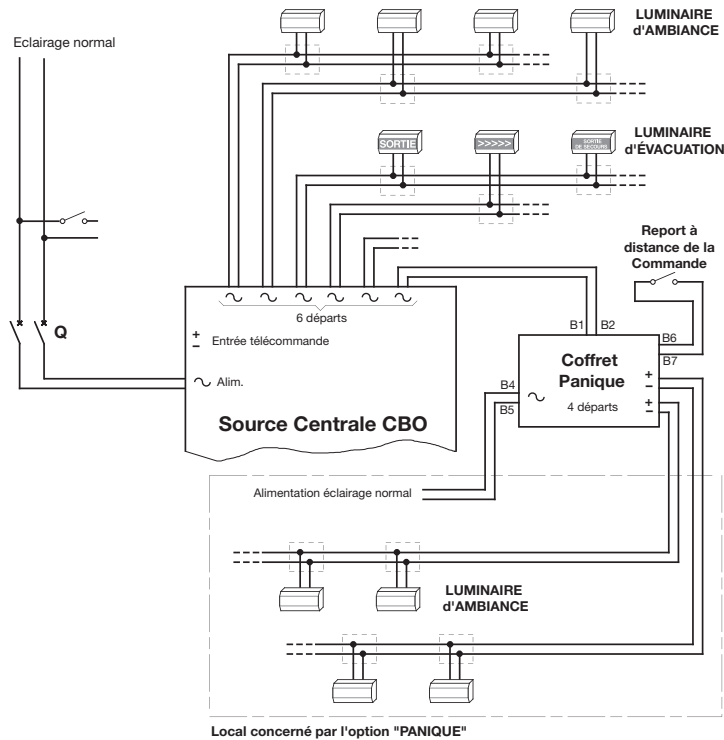 LUMINAIRE
d'AMBIANCE
Eclairage normal
LUMINAIRE
d'ÉVACUATION
SORTIE
>>>>>
SORTIE
DE SECOURS
Report à
distance de la
Commande
6 départs
+
-
Entrée télécommande
Q
Alim.
Source Centrale CBO
B1
B2
B6
B7
B4
B5
Coffret
Panique
4 départs
+
-
+
-
Alimentation éclairage normal
LUMINAIRE
d'AMBIANCE
Local concerné par l'option "PANIQUE"